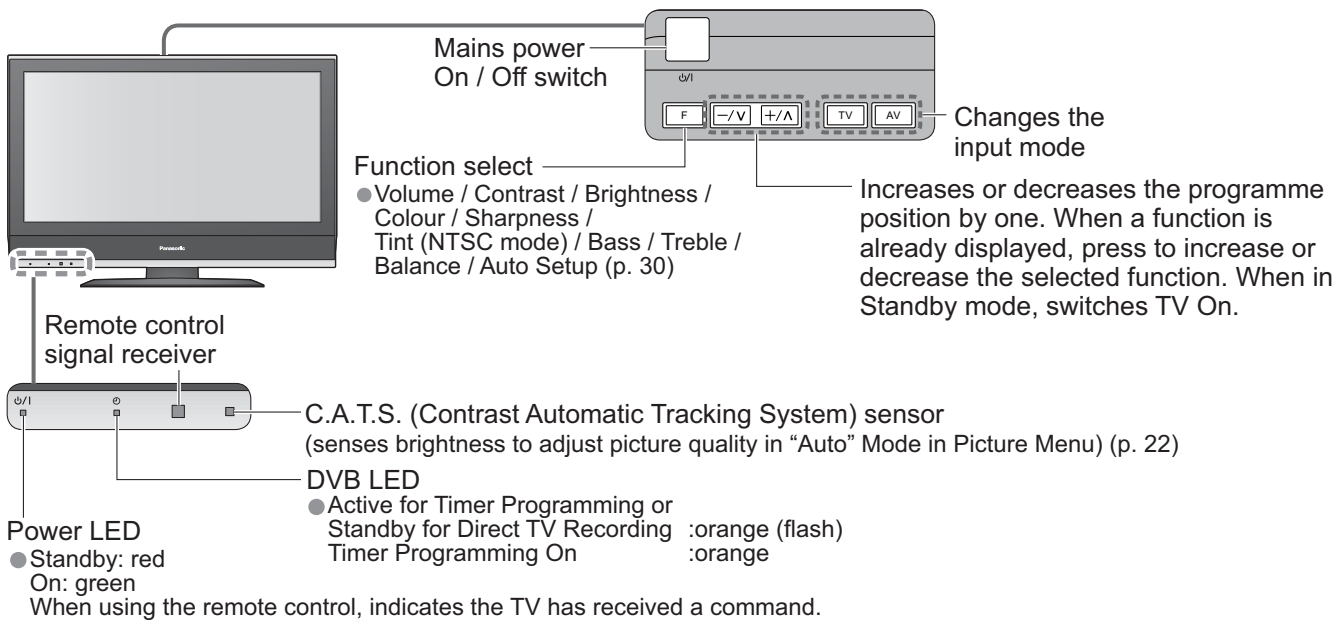 Mains power
On / Off switch
⏻/I
F
−/∨
+/∧
TV
AV
Changes the
input mode
Function select
●Volume / Contrast / Brightness /
Colour / Sharpness /
Tint (NTSC mode) / Bass / Treble /
Balance / Auto Setup (p. 30)
Increases or decreases the programme
position by one. When a function is
already displayed, press to increase or
decrease the selected function. When in
Standby mode, switches TV On.
Panasonic
Remote control
signal receiver
⏻/I
C.A.T.S. (Contrast Automatic Tracking System) sensor
(senses brightness to adjust picture quality in “Auto” Mode in Picture Menu) (p. 22)
DVB LED
●Active for Timer Programming or
Standby for Direct TV Recording :orange (flash)
Timer Programming On :orange
Power LED
●Standby: red
On: green
When using the remote control, indicates the TV has received a command.